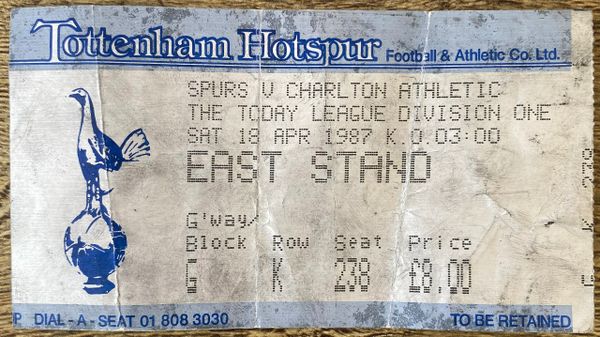 Tottenham Hotspur Football & Athletic Co. Ltd.
SPURS V CHARLTON ATHLETIC
THE TODAY LEAGUE DIVISION ONE
SAT 18 APR 1987 K.O.03:00
EAST STAND
G'way/
Block Row Seat Price
G K 238 £8.00
P DIAL - A - SEAT 01 808 3030 TO BE RETAINED